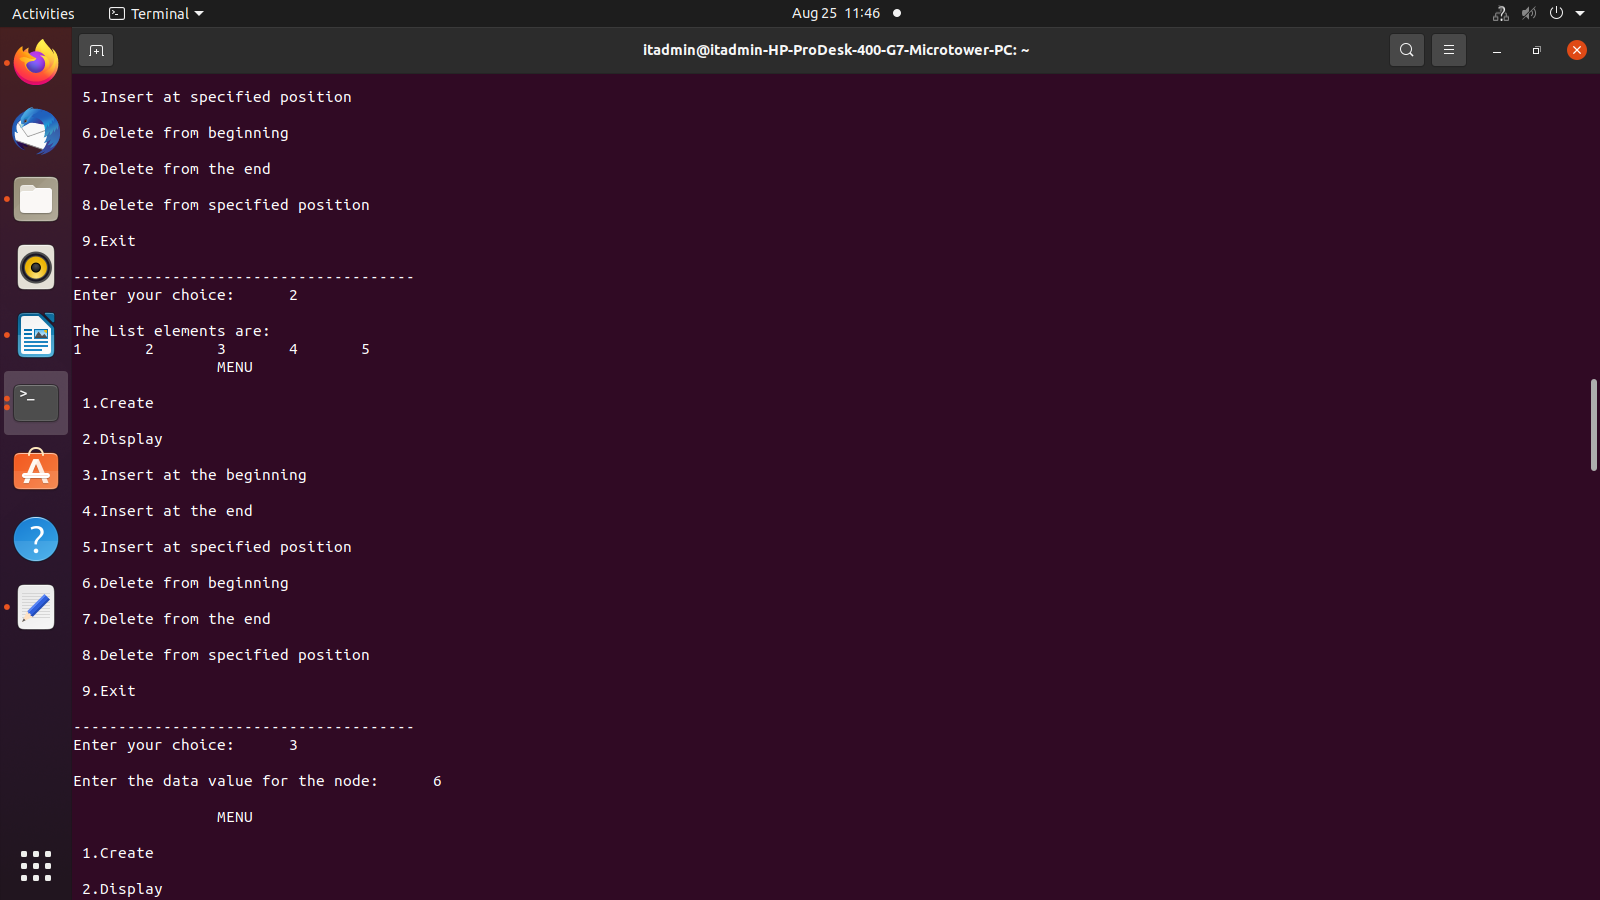 Activities
Terminal
Aug 25 11:46
itadmin@itadmin-HP-ProDesk-400-G7-Microtower-PC: ~
5.Insert at specified position
6.Delete from beginning
7.Delete from the end
8.Delete from specified position
9.Exit
--------------------------------------
Enter your choice: 2
The List elements are:
1 2 3 4 5
MENU
1.Create
2.Display
3.Insert at the beginning
4.Insert at the end
5.Insert at specified position
6.Delete from beginning
7.Delete from the end
8.Delete from specified position
9.Exit
--------------------------------------
Enter your choice: 3
Enter the data value for the node: 6
MENU
1.Create
2.Display